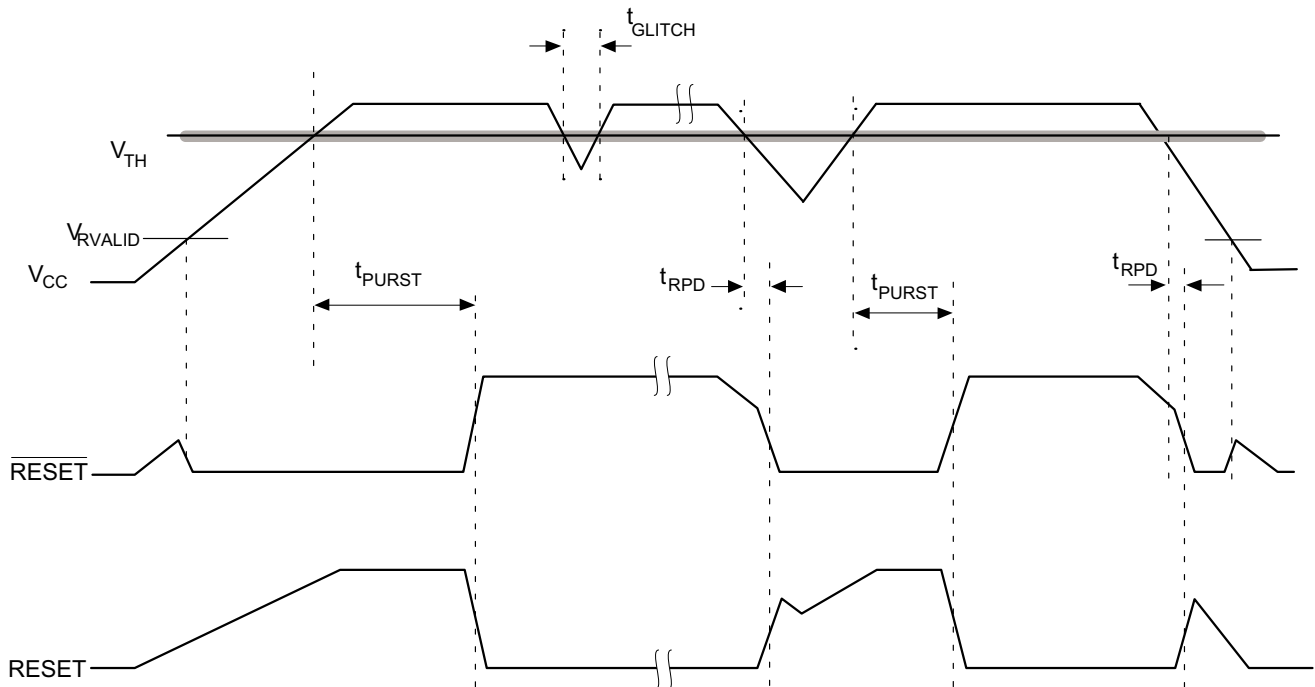 tGLITCH
VTH
VRVALID
VCC
tPURST
tRPD
tPURST
tRPD
RESET
RESET